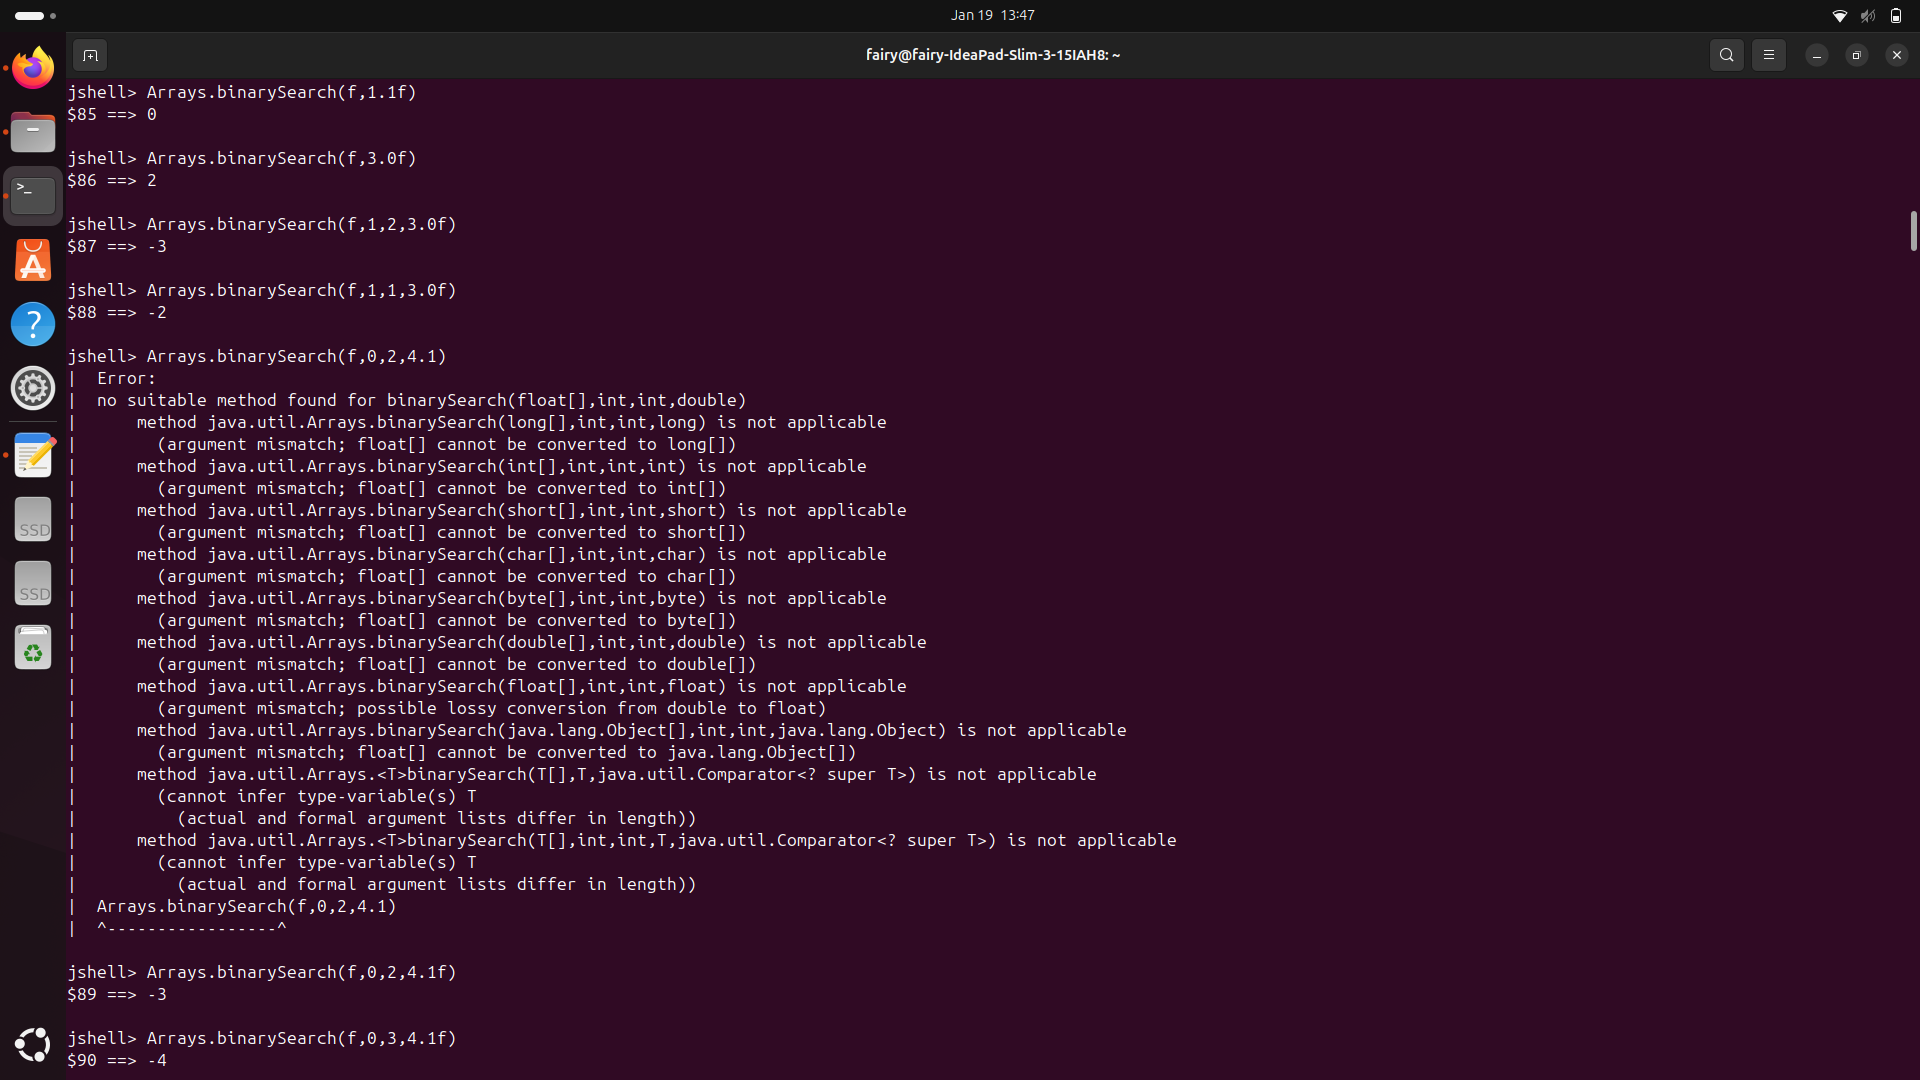 Jan 19 13:47
fairy@fairy-IdeaPad-Slim-3-15IAH8: ~
jshell> Arrays.binarySearch(f,1.1f)
$85 ==> 0
jshell> Arrays.binarySearch(f,3.0f)
$86 ==> 2
jshell> Arrays.binarySearch(f,1,2,3.0f)
$87 ==> -3
jshell> Arrays.binarySearch(f,1,1,3.0f)
$88 ==> -2
jshell> Arrays.binarySearch(f,0,2,4.1)
|  Error:
|  no suitable method found for binarySearch(float[],int,int,double)
|      method java.util.Arrays.binarySearch(long[],int,int,long) is not applicable
|        (argument mismatch; float[] cannot be converted to long[])
|      method java.util.Arrays.binarySearch(int[],int,int,int) is not applicable
|        (argument mismatch; float[] cannot be converted to int[])
|      method java.util.Arrays.binarySearch(short[],int,int,short) is not applicable
|        (argument mismatch; float[] cannot be converted to short[])
|      method java.util.Arrays.binarySearch(char[],int,int,char) is not applicable
|        (argument mismatch; float[] cannot be converted to char[])
|      method java.util.Arrays.binarySearch(byte[],int,int,byte) is not applicable
|        (argument mismatch; float[] cannot be converted to byte[])
|      method java.util.Arrays.binarySearch(double[],int,int,double) is not applicable
|        (argument mismatch; float[] cannot be converted to double[])
|      method java.util.Arrays.binarySearch(float[],int,int,float) is not applicable
|        (argument mismatch; possible lossy conversion from double to float)
|      method java.util.Arrays.binarySearch(java.lang.Object[],int,int,java.lang.Object) is not applicable
|        (argument mismatch; float[] cannot be converted to java.lang.Object[])
|      method java.util.Arrays.<T>binarySearch(T[],T,java.util.Comparator<? super T>) is not applicable
|        (cannot infer type-variable(s) T
|          (actual and formal argument lists differ in length))
|      method java.util.Arrays.<T>binarySearch(T[],int,int,T,java.util.Comparator<? super T>) is not applicable
|        (cannot infer type-variable(s) T
|          (actual and formal argument lists differ in length))
|  Arrays.binarySearch(f,0,2,4.1)
|  ^-----------------^
jshell> Arrays.binarySearch(f,0,2,4.1f)
$89 ==> -3
jshell> Arrays.binarySearch(f,0,3,4.1f)
$90 ==> -4
SSD
SSD